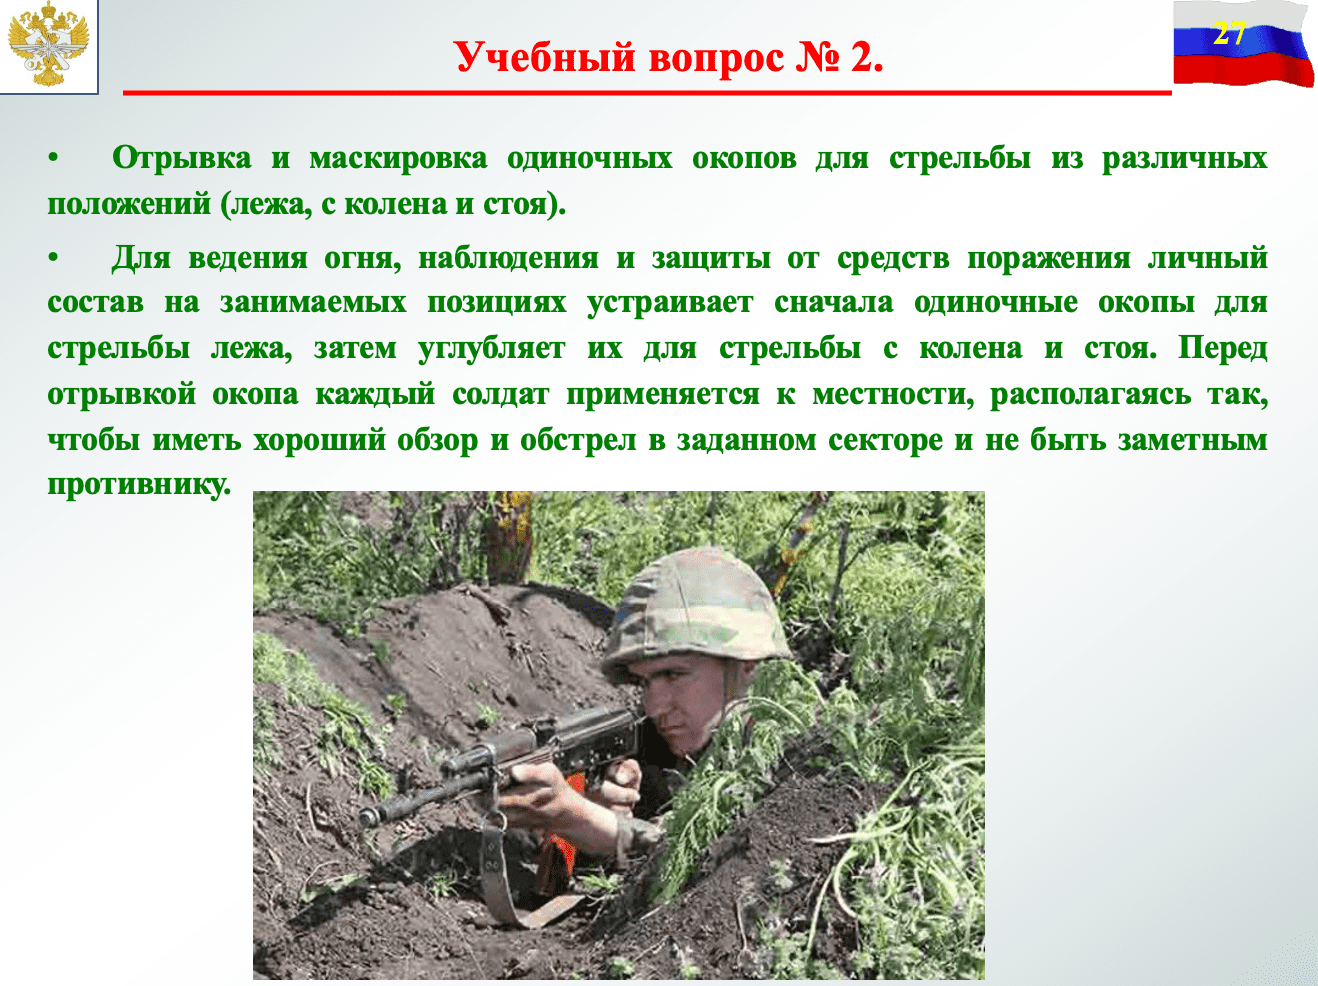 27
Учебный вопрос № 2.
• Отрывка и маскировка одиночных окопов для стрельбы из различных
положений (лежа, с колена и стоя).
• Для ведения огня, наблюдения и защиты от средств поражения личный
состав на занимаемых позициях устраивает сначала одиночные окопы для
стрельбы лежа, затем углубляет их для стрельбы с колена и стоя. Перед
отрывкой окопа каждый солдат применяется к местности, располагаясь так,
чтобы иметь хороший обзор и обстрел в заданном секторе и не быть заметным
противнику.